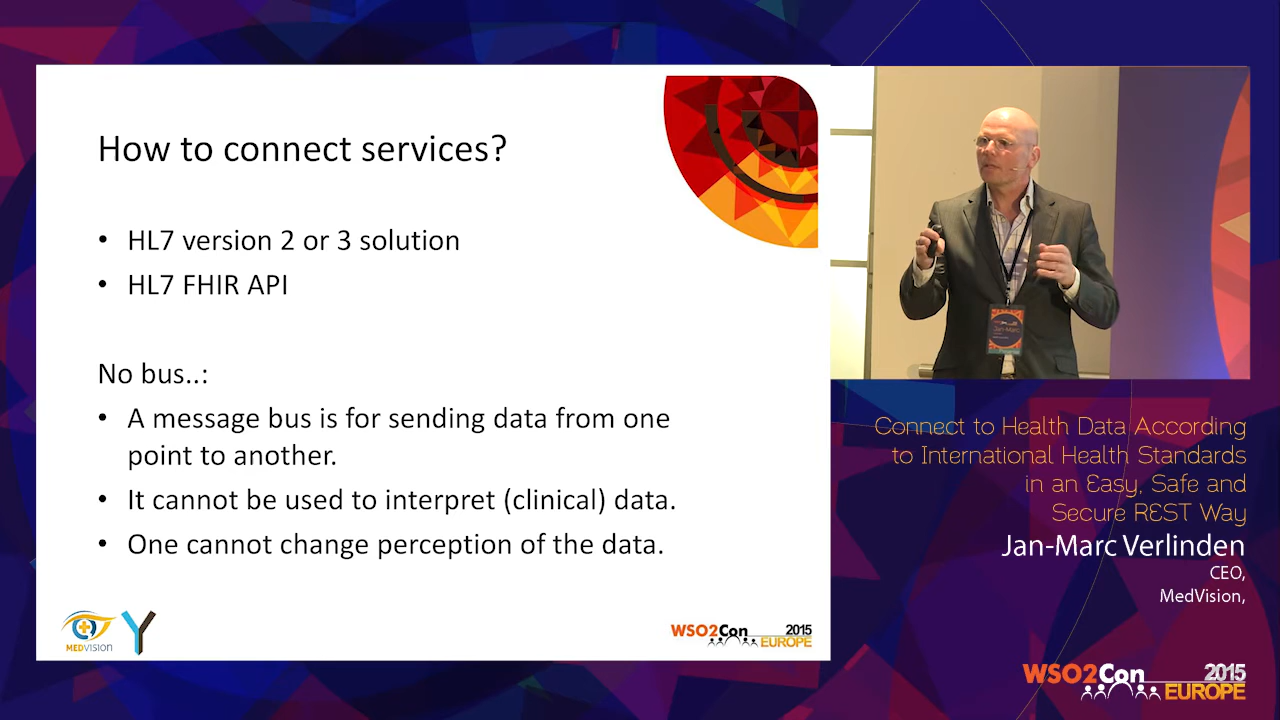 How to connect services?
• HL7 version 2 or 3 solution
• HL7 FHIR API
No bus..:
• A message bus is for sending data from one
point to another.
• It cannot be used to interpret (clinical) data.
• One cannot change perception of the data.
MEDVISION
WSO2Con 2015
EUROPE
Jan-Marc
Connect to Health Data According
to International Health Standards
in an Easy, Safe and
Secure REST Way
Jan-Marc Verlinden
CEO,
MedVision,
WSO2Con 2015
EUROPE